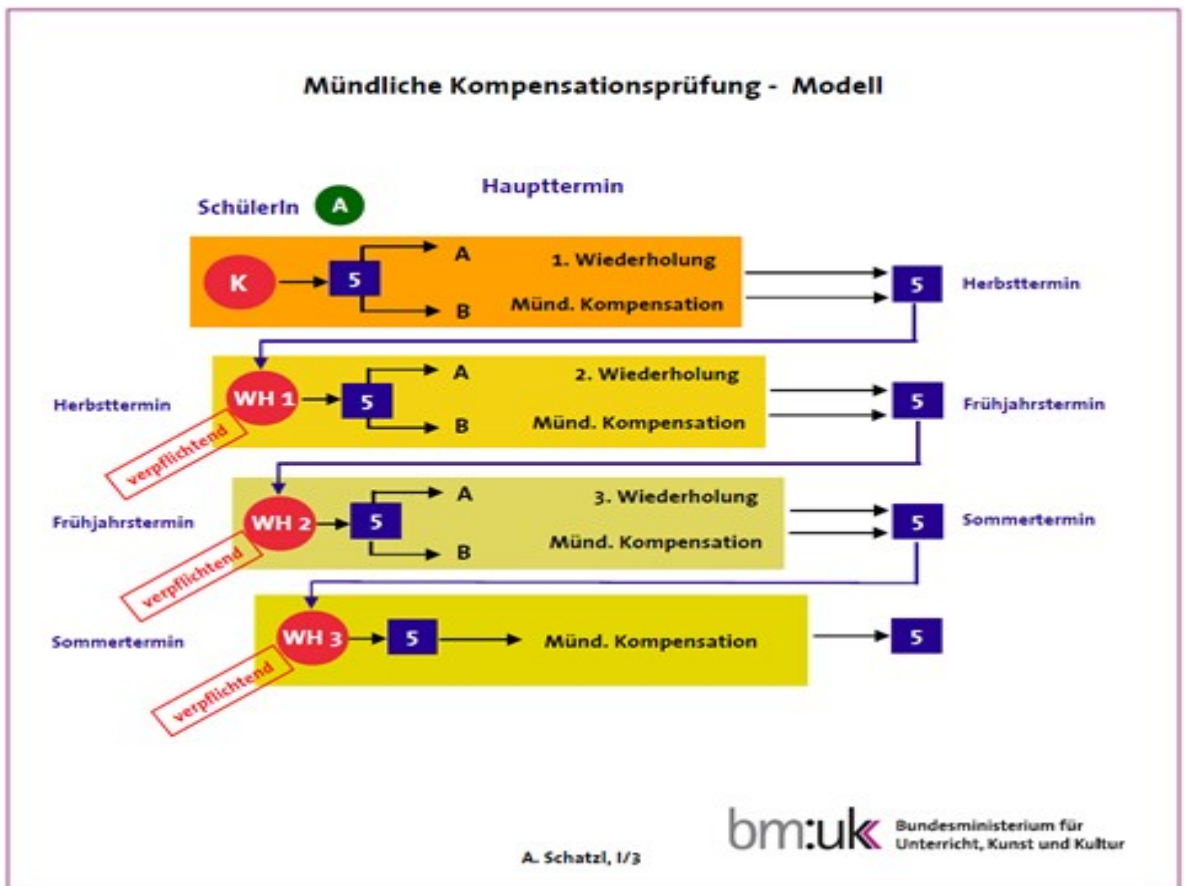 Mündliche Kompensationsprüfung - Modell
Haupttermin
SchülerIn A
K
5
A
1. Wiederholung
B
Münd. Kompensation
5
Herbsttermin
Herbsttermin
WH 1
verpflichtend
5
A
2. Wiederholung
B
Münd. Kompensation
5
Frühjahrstermin
Frühjahrstermin
WH 2
verpflichtend
5
A
3. Wiederholung
B
Münd. Kompensation
5
Sommertermin
Sommertermin
WH 3
verpflichtend
5
Münd. Kompensation
5
A. Schatzl, I/3
bm:uk
Bundesministerium für
Unterricht, Kunst und Kultur